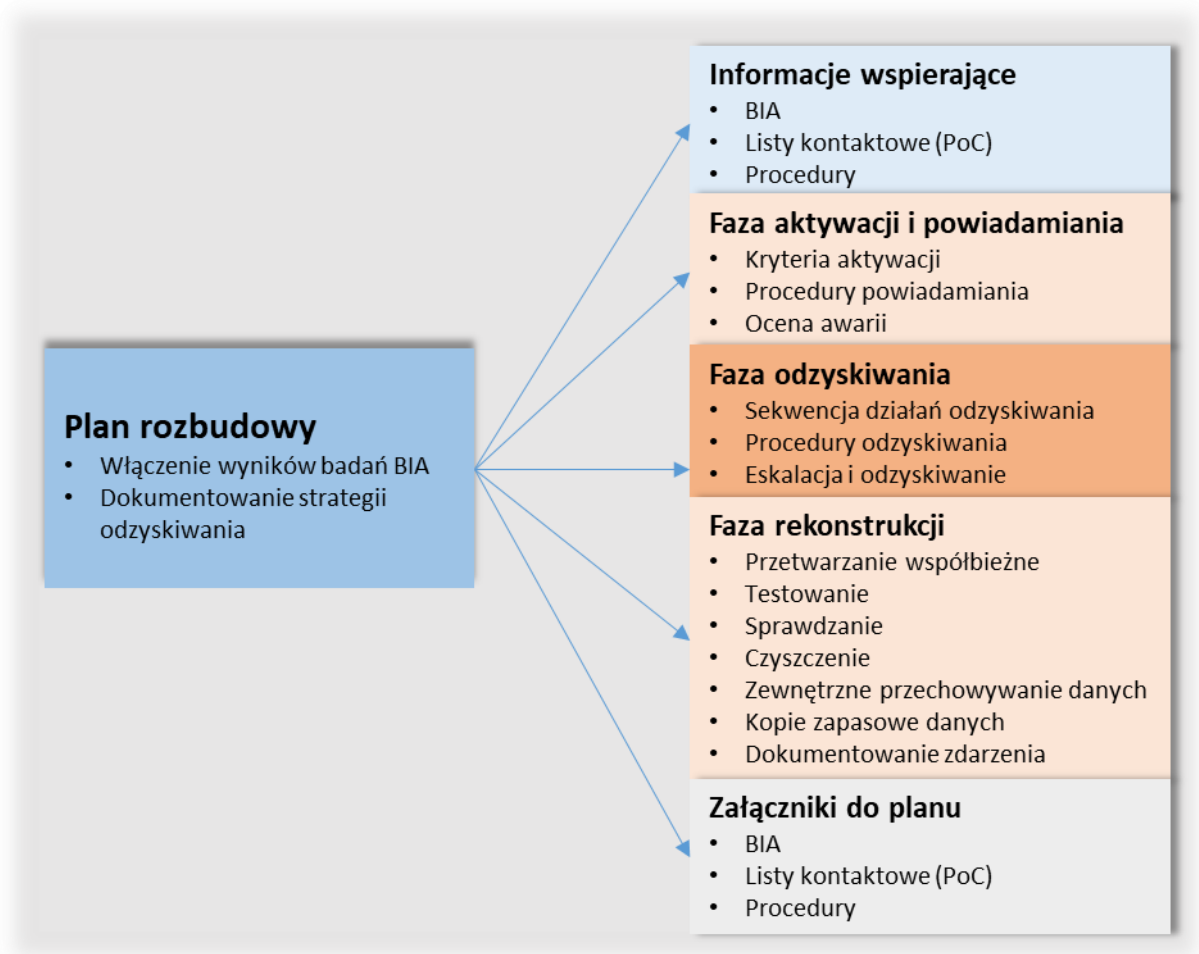 Plan rozbudowy
• Włączenie wyników badań BIA
• Dokumentowanie strategii
odzyskiwania
Informacje wspierające
• BIA
• Listy kontaktowe (PoC)
• Procedury
Faza aktywacji i powiadamiania
• Kryteria aktywacji
• Procedury powiadamiania
• Ocena awarii
Faza odzyskiwania
• Sekwencja działań odzyskiwania
• Procedury odzyskiwania
• Eskalacja i odzyskiwanie
Faza rekonstrukcji
• Przetwarzanie współbieżne
• Testowanie
• Sprawdzanie
• Czyszczenie
• Zewnętrzne przechowywanie danych
• Kopie zapasowe danych
• Dokumentowanie zdarzenia
Załączniki do planu
• BIA
• Listy kontaktowe (PoC)
• Procedury